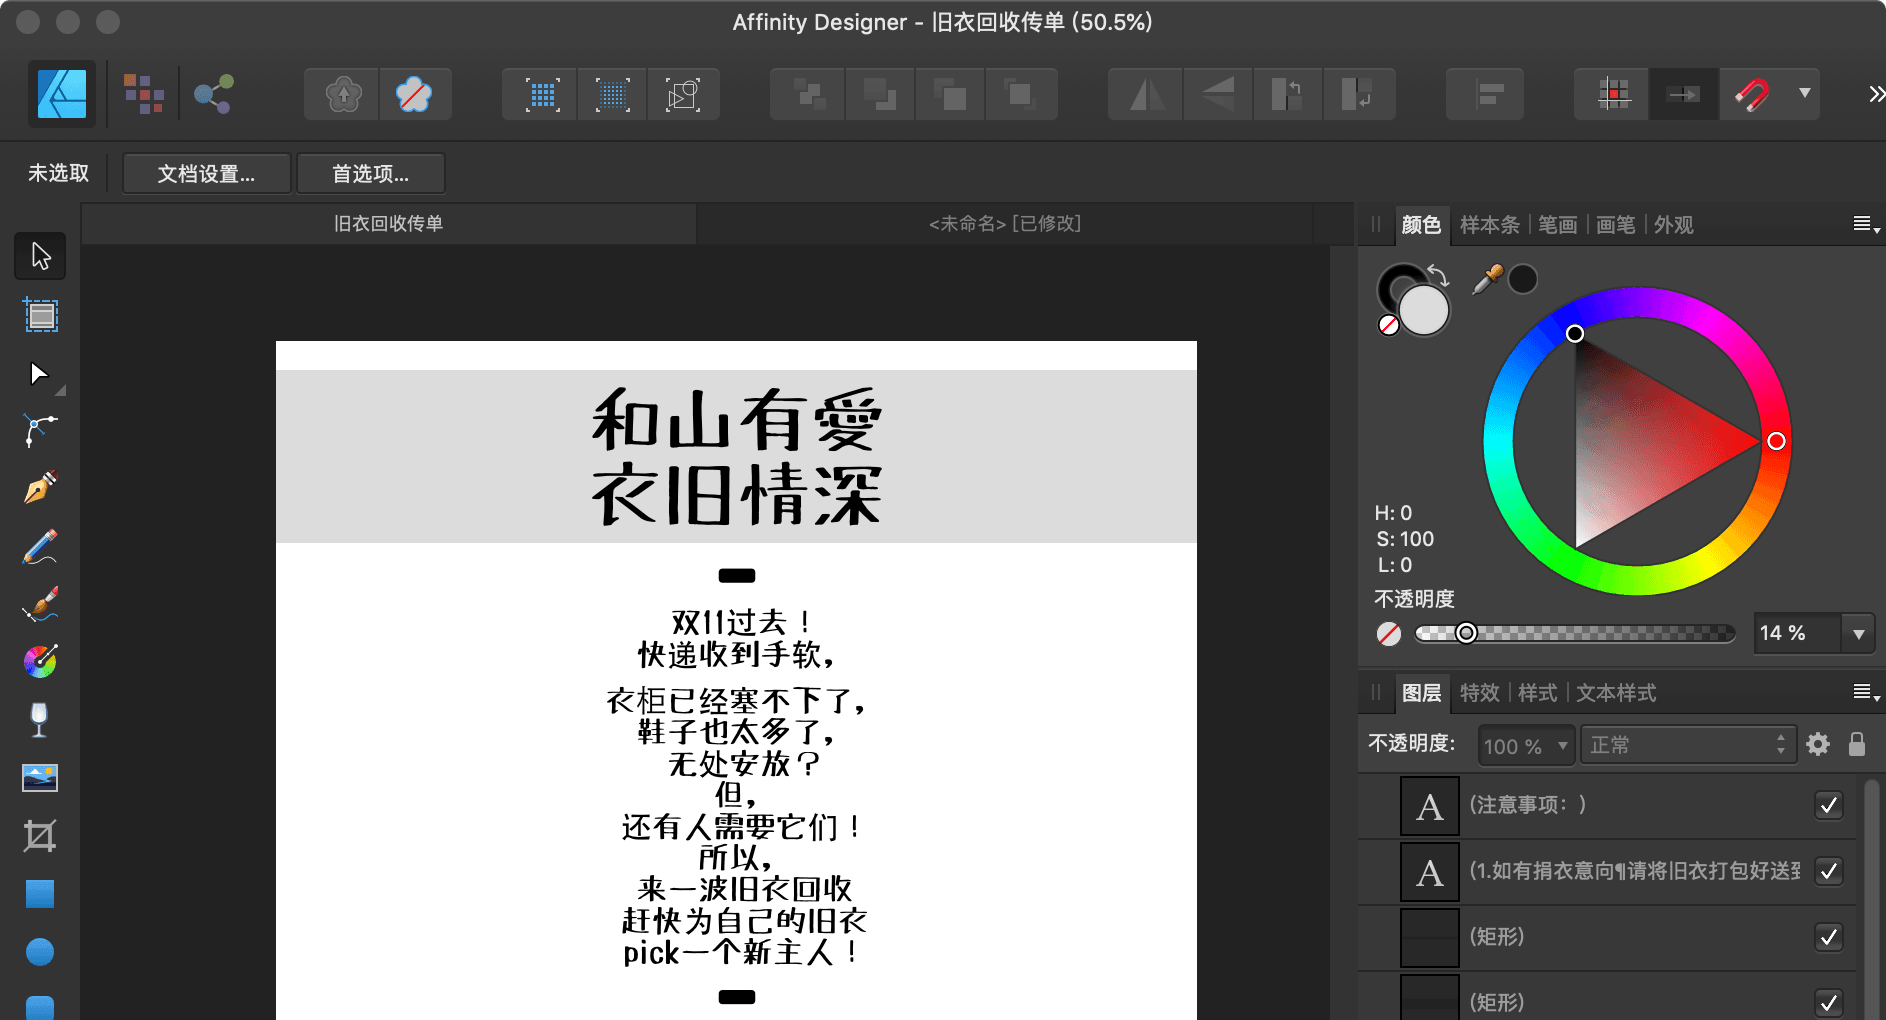 Affinity Designer - 旧衣回收传单 (50.5%)
未选取
文档设置...
首选项...
旧衣回收传单
<未命名> [已修改]
颜色
样本条
笔画
画笔
外观
和山有愛
衣旧情深
双11过去！
快递收到手软，
衣柜已经塞不下了，
鞋子也太多了，
无处安放？
但，
还有人需要它们！
所以，
来一波旧衣回收
赶快为自己的旧衣
pick一个新主人！
H: 0
S: 100
L: 0
不透明度
14 %
图层
特效
样式
文本样式
不透明度:
100 %
正常
A
(注意事项：)
A
(1.如有捐衣意向¶请将旧衣打包好送至
(矩形)
(矩形)